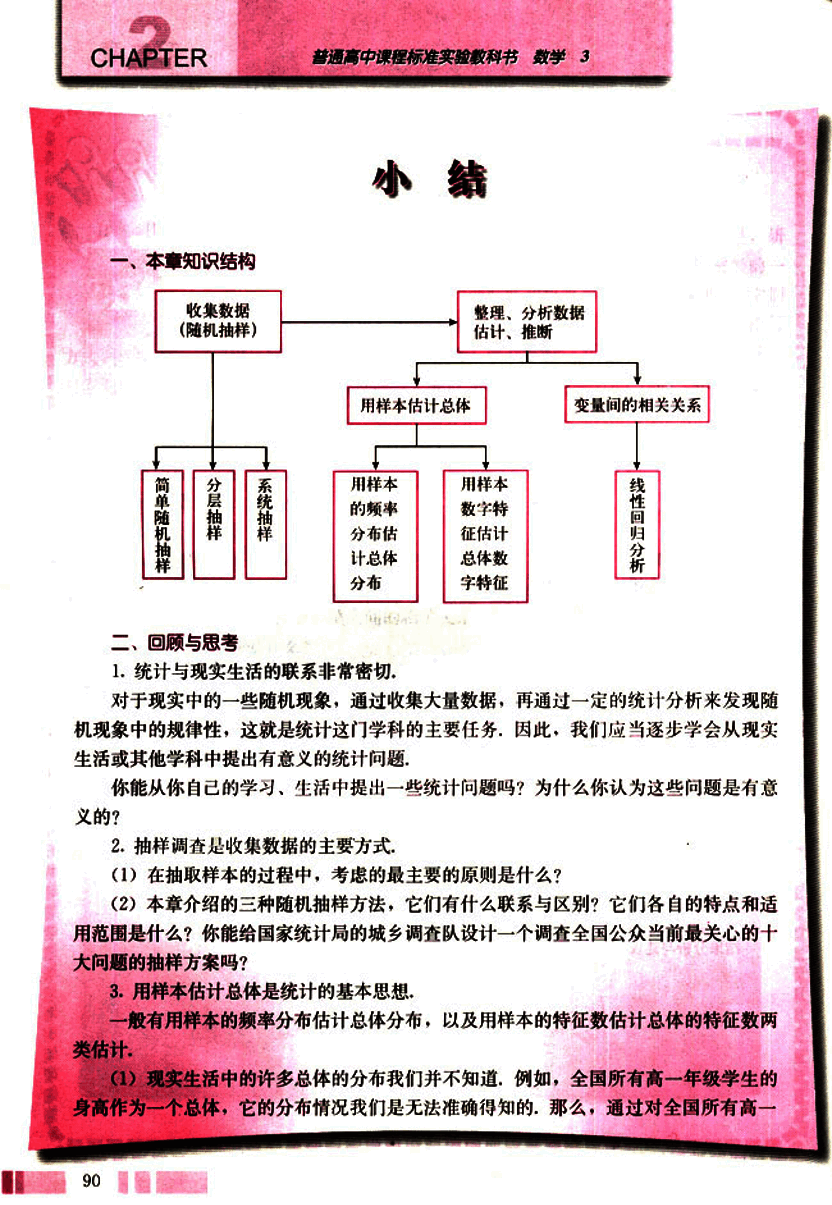 2
CHAPTER
普通高中课程标准实验教科书 数学 3
小 结
一、本章知识结构
收集数据
(随机抽样)
整理、分析数据
估计、推断
用样本估计总体
变量间的相关关系
简单随机抽样
分层抽样
系统抽样
用样本
的频率
分布估
计总体
分布
用样本
数字特
征估计
总体数
字特征
线性回归分析
二、回顾与思考
1. 统计与现实生活的联系非常密切.
对于现实中的一些随机现象，通过收集大量数据，再通过一定的统计分析来发现随
机现象中的规律性，这就是统计这门学科的主要任务. 因此，我们应当逐步学会从现实
生活或其他学科中提出有意义的统计问题.
你能从你自己的学习、生活中提出一些统计问题吗？为什么你认为这些问题是有意
义的？
2. 抽样调查是收集数据的主要方式.
(1) 在抽取样本的过程中，考虑的最主要的原则是什么？
(2) 本章介绍的三种随机抽样方法，它们有什么联系与区别？它们各自的特点和适
用范围是什么？你能给国家统计局的城乡调查队设计一个调查全国公众当前最关心的十
大问题的抽样方案吗？
3. 用样本估计总体是统计的基本思想.
一般有用样本的频率分布估计总体分布，以及用样本的特征数估计总体的特征数两
类估计.
(1) 现实生活中的许多总体的分布我们并不知道. 例如，全国所有高一年级学生的
身高作为一个总体，它的分布情况我们是无法准确得知的. 那么，通过对全国所有高一
90